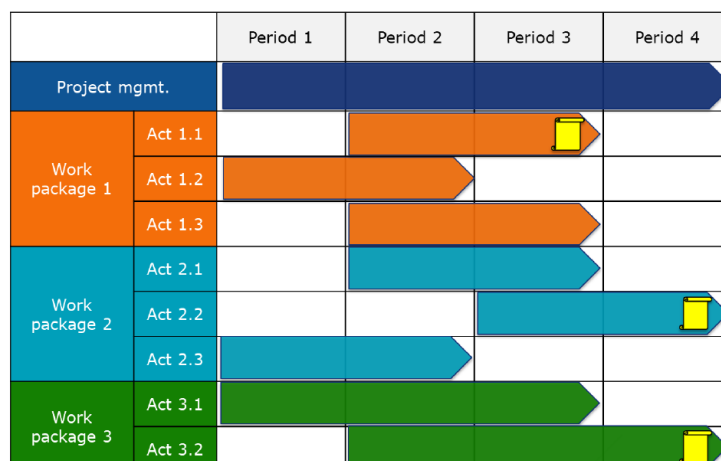 Period 1 Period 2 Period 3 Period 4
Project mgmt.
Work
package 1
Act 1.1
Act 1.2
Act 1.3
Work
package 2
Act 2.1
Act 2.2
Act 2.3
Work
package 3
Act 3.1
Act 3.2